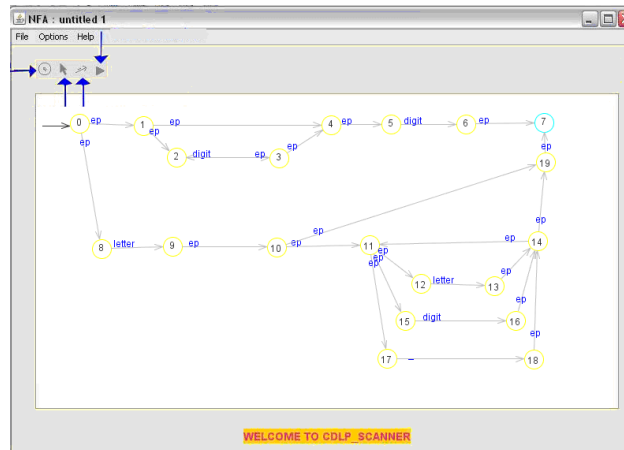 NFA : untitled 1
File Options Help
0 ep 1 ep 4 ep 5 digit 6 ep 7
ep ep ep
2 digit ep 3 ep 19
ep
8 letter 9 ep 10 ep 11 ep 14
ep ep ep
12 letter 13 ep
15 digit 16 ep
17 _ 18 ep
WELCOME TO CDLP_SCANNER